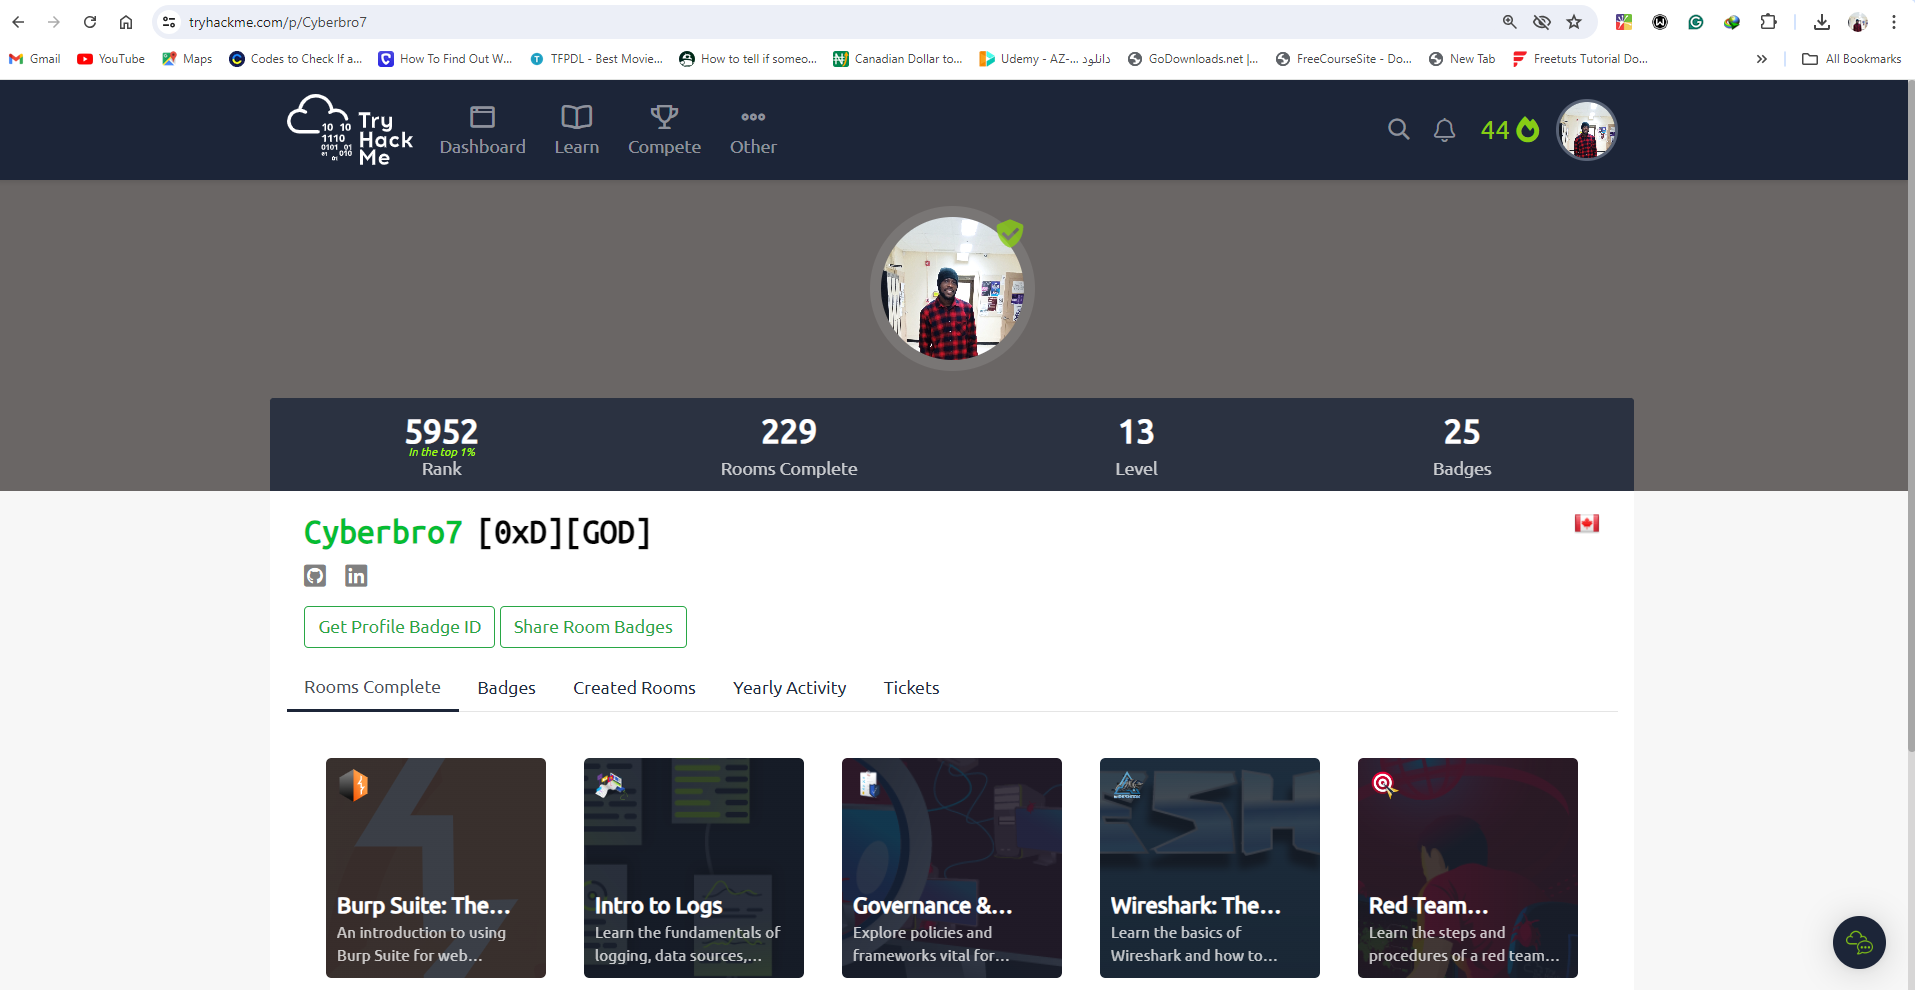 tryhackme.com/p/Cyberbro7
Gmail
YouTube
Maps
Codes to Check If a...
How To Find Out W...
TFPDL - Best Movie...
How to tell if someo...
Canadian Dollar to...
Udemy - AZ-... دانلود
GoDownloads.net |...
FreeCourseSite - Do...
New Tab
Freetuts Tutorial Do...
All Bookmarks
10 10
1110
0101 01
01 010
01
Try
Hack
Me
Dashboard
Learn
Compete
Other
44
5952
In the top 1%
Rank
229
Rooms Complete
13
Level
25
Badges
Cyberbro7 [0xD][GOD]
in
Get Profile Badge ID
Share Room Badges
Rooms Complete
Badges
Created Rooms
Yearly Activity
Tickets
Burp Suite: The...
An introduction to using
Burp Suite for web...
Intro to Logs
Learn the fundamentals of
logging, data sources,...
Governance &...
Explore policies and
frameworks vital for...
Wireshark: The...
Learn the basics of
Wireshark and how to...
Red Team...
Learn the steps and
procedures of a red team...